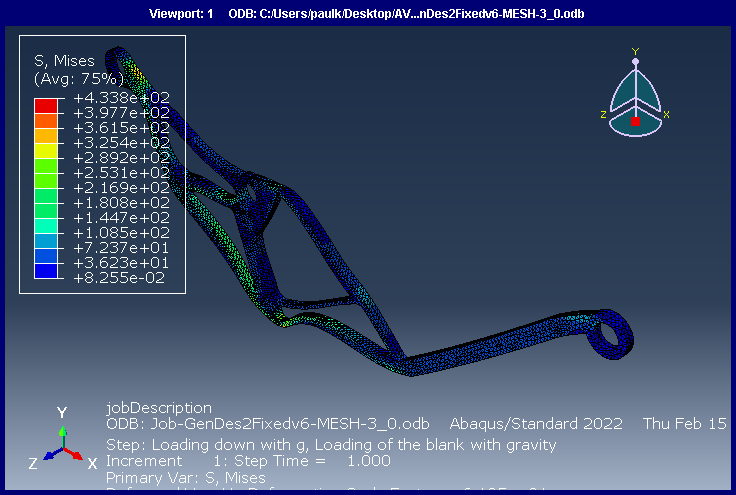 Viewport: 1 ODB: C:/Users/paulk/Desktop/AV...nDes2Fixedv6-MESH-3_0.odb
S, Mises
(Avg: 75%)
+4.338e+02
+3.977e+02
+3.615e+02
+3.254e+02
+2.892e+02
+2.531e+02
+2.169e+02
+1.808e+02
+1.447e+02
+1.085e+02
+7.237e+01
+3.623e+01
+8.255e-02
Y
Z X
jobDescription
ODB: Job-GenDes2Fixedv6-MESH-3_0.odb Abaqus/Standard 2022 Thu Feb 15
Step: Loading down with g, Loading of the blank with gravity
Increment 1: Step Time = 1.000
Primary Var: S, Mises
Y
Z X